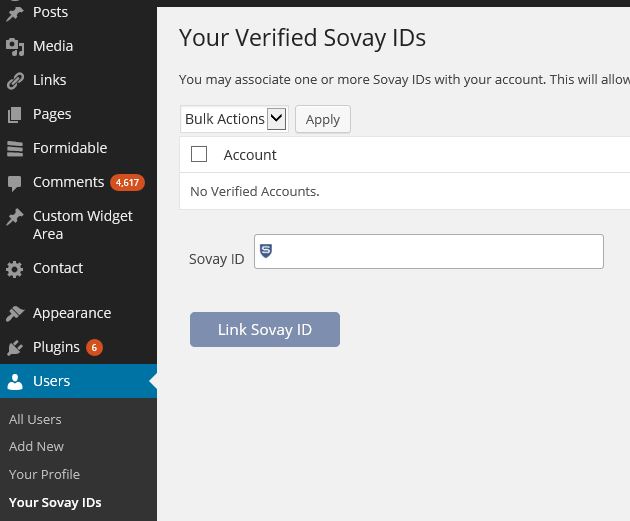 Posts
Media
Links
Pages
Formidable
Comments 4,617
Custom Widget
Area
Contact
Appearance
Plugins 6
Users
All Users
Add New
Your Profile
Your Sovay IDs
Your Verified Sovay IDs
You may associate one or more Sovay IDs with your account. This will allow
Bulk Actions Apply
Account
No Verified Accounts.
Sovay ID S
Link Sovay ID